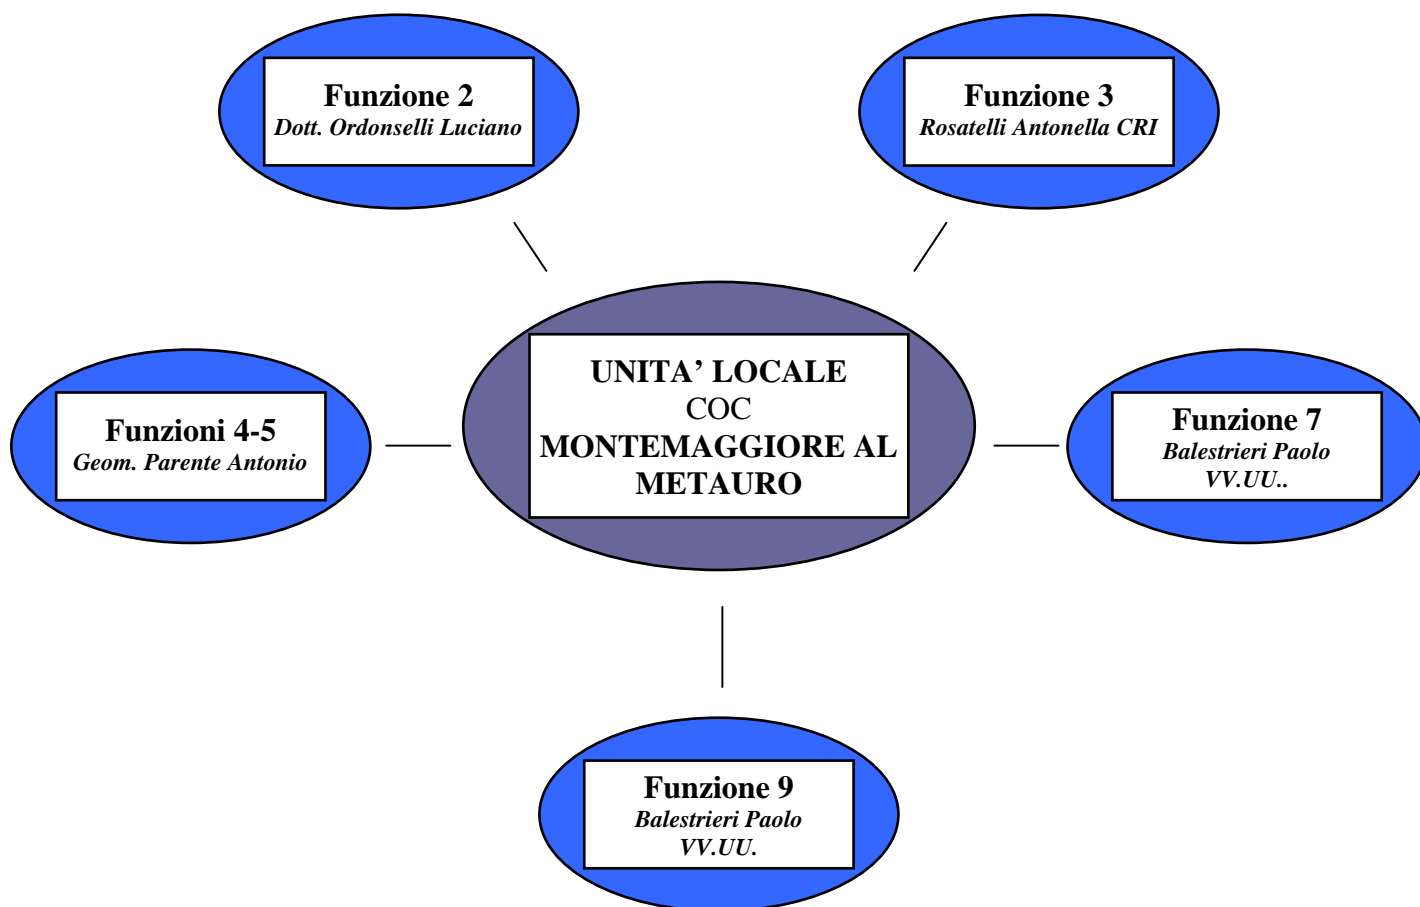 Funzione 2
Dott. Ordonselli Luciano
Funzione 3
Rosatelli Antonella CRI
UNITA’ LOCALE
COC
MONTEMAGGIORE AL
METAURO
Funzioni 4-5
Geom. Parente Antonio
Funzione 7
Balestrieri Paolo
VV.UU..
Funzione 9
Balestrieri Paolo
VV.UU.